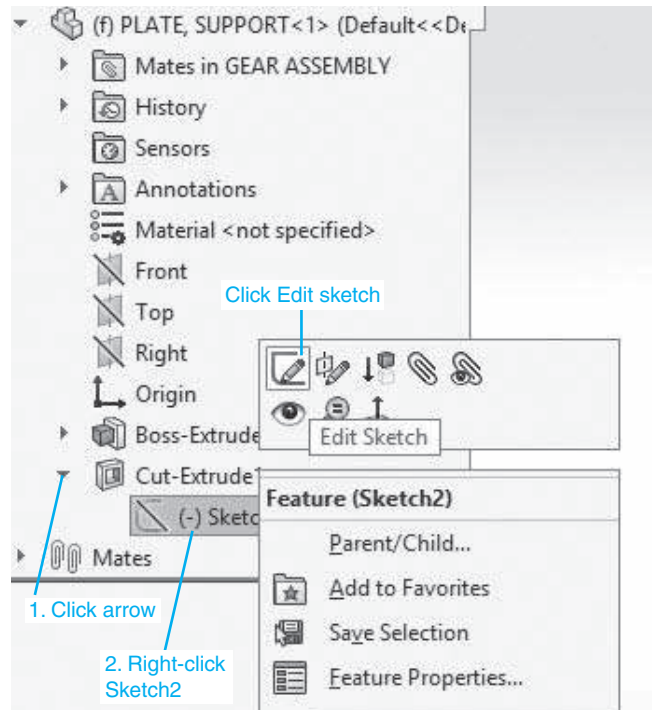 (f) PLATE, SUPPORT<1> (Default<<De
Mates in GEAR ASSEMBLY
History
Sensors
Annotations
Material <not specified>
Front
Click Edit sketch
Top
Right
Origin
Boss-Extrude
Edit Sketch
Cut-Extrude1
Feature (Sketch2)
(-) Sketc
Parent/Child...
Mates
Add to Favorites
1. Click arrow
Save Selection
2. Right-click
Sketch2
Feature Properties...